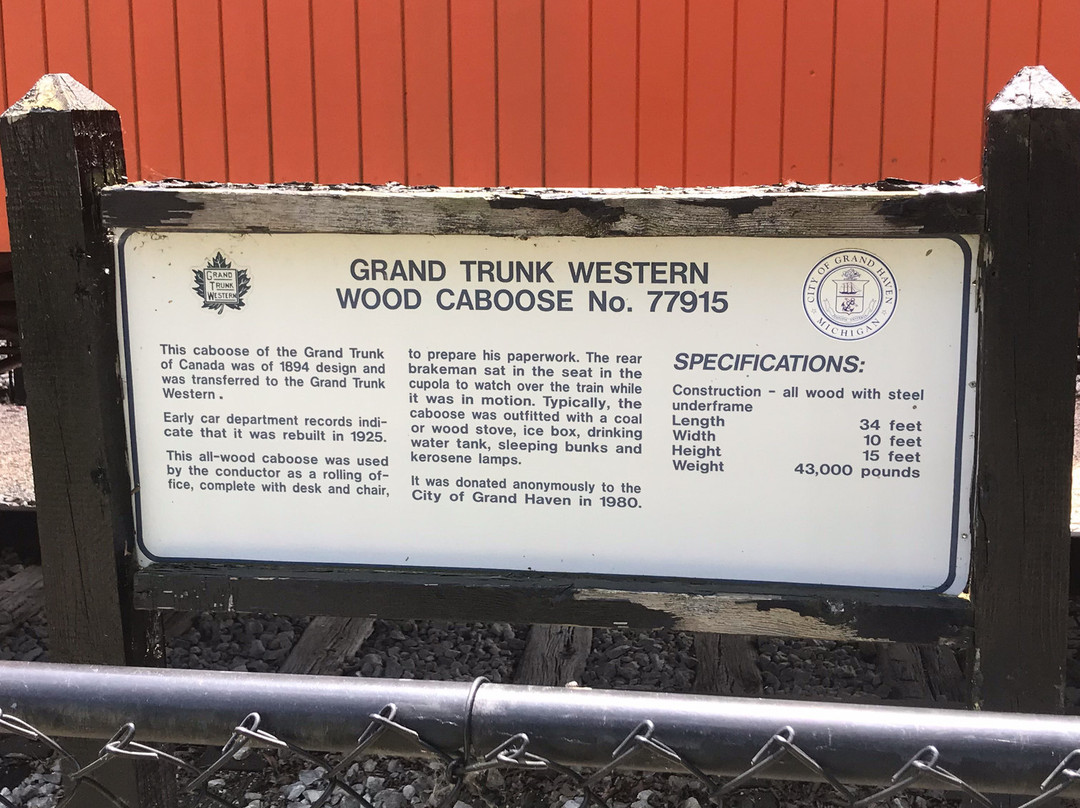 GRAND
TRUNK
WESTERN
GRAND TRUNK WESTERN
WOOD CABOOSE No. 77915
CITY OF GRAND HAVEN
MICHIGAN
This caboose of the Grand Trunk
of Canada was of 1894 design and
was transferred to the Grand Trunk
Western .
Early car department records indi-
cate that it was rebuilt in 1925.
This all-wood caboose was used
by the conductor as a rolling of-
fice, complete with desk and chair,
to prepare his paperwork. The rear
brakeman sat in the seat in the
cupola to watch over the train while
it was in motion. Typically, the
caboose was outfitted with a coal
or wood stove, ice box, drinking
water tank, sleeping bunks and
kerosene lamps.
It was donated anonymously to the
City of Grand Haven in 1980.
SPECIFICATIONS:
Construction - all wood with steel
underframe
Length 34 feet
Width 10 feet
Height 15 feet
Weight 43,000 pounds